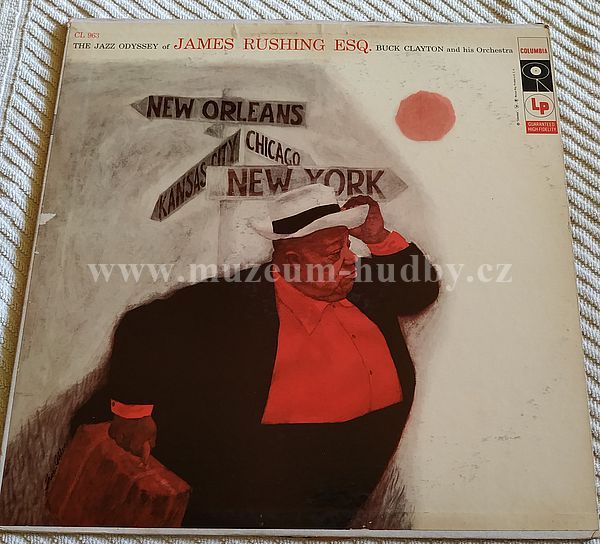 CL 963
THE JAZZ ODYSSEY of JAMES RUSHING ESQ. BUCK CLAYTON and his Orchestra
COLUMBIA
LP
GUARANTEED
HIGH FIDELITY
NEW ORLEANS
KANSAS CITY
CHICAGO
NEW YORK
www.muzeum-hudby.cz